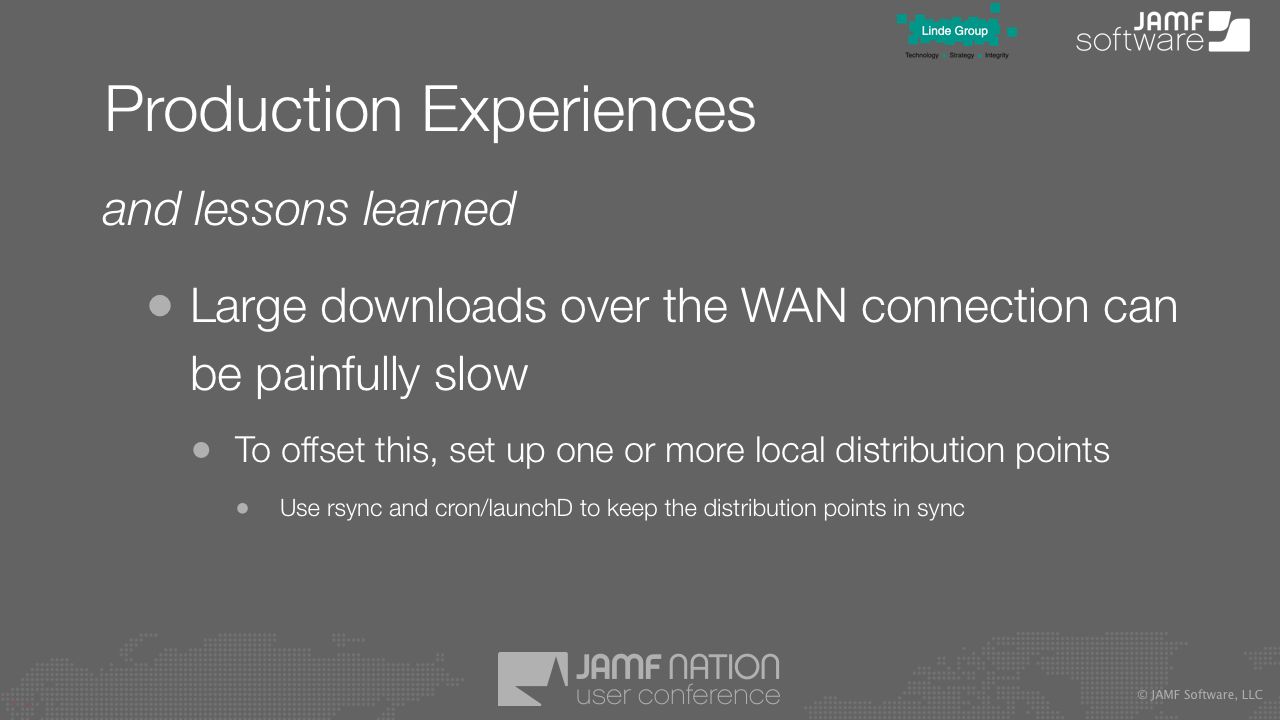 Linde Group
Technology Strategy Integrity
JAMF
software
Production Experiences
and lessons learned
Large downloads over the WAN connection can
be painfully slow
To offset this, set up one or more local distribution points
Use rsync and cron/launchD to keep the distribution points in sync
JAMF NATION
user conference
© JAMF Software, LLC